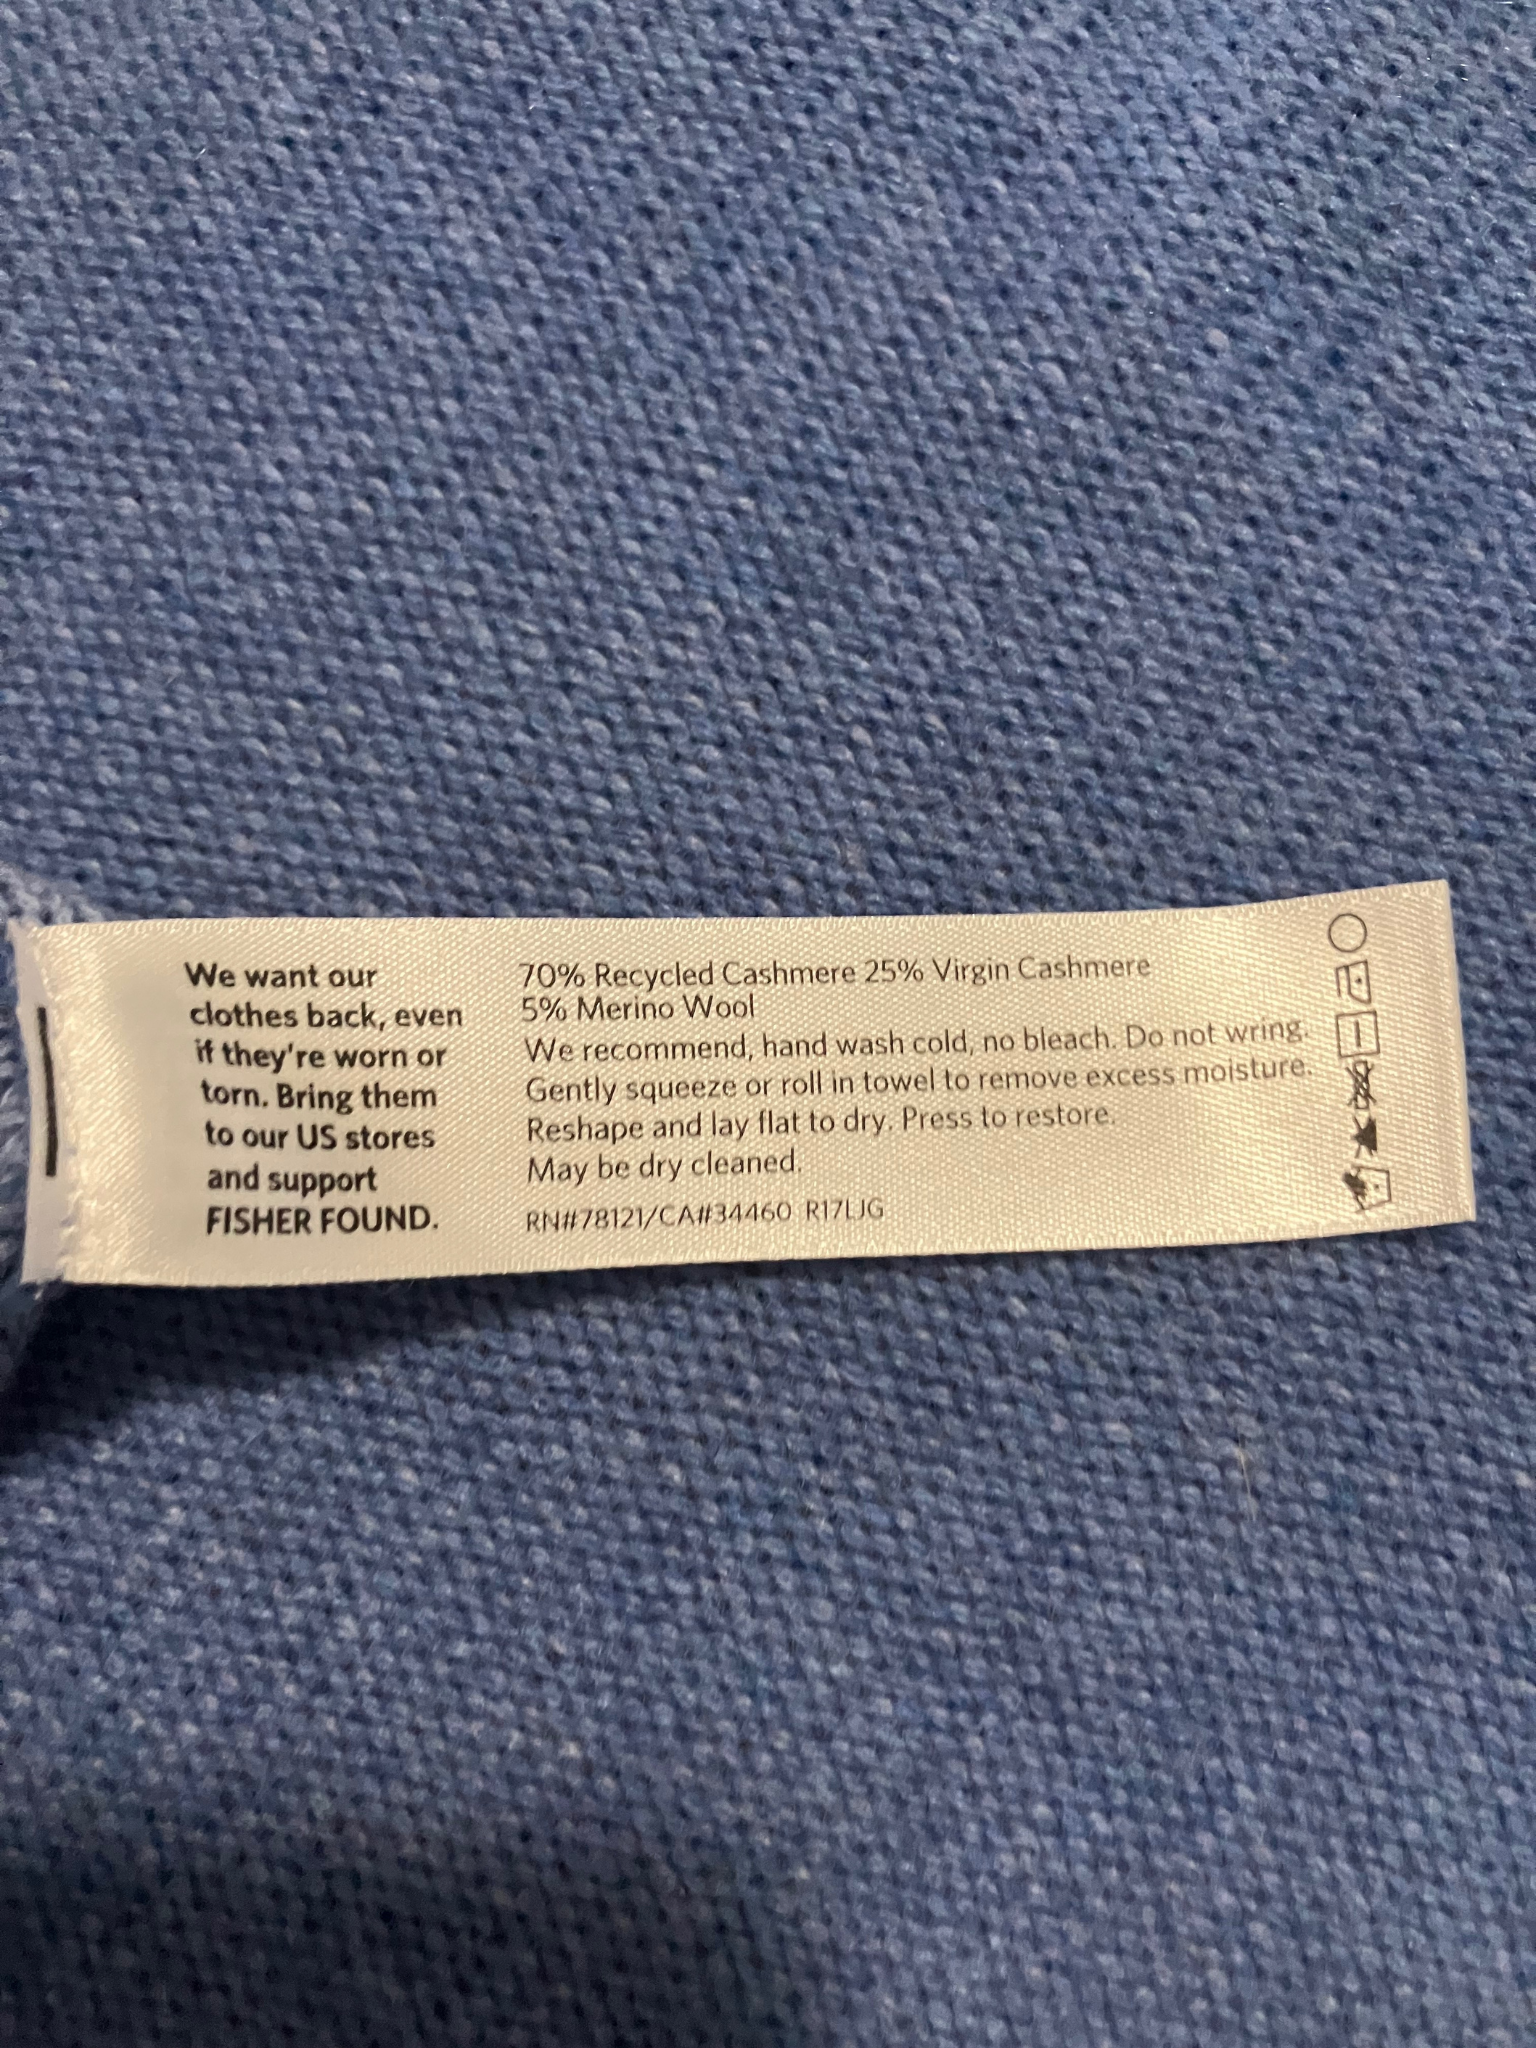 We want our
clothes back, even
if they're worn or
torn. Bring them
to our US stores
and support
FISHER FOUND.
70% Recycled Cashmere 25% Virgin Cashmere
5% Merino Wool
We recommend, hand wash cold, no bleach. Do not wring.
Gently squeeze or roll in towel to remove excess moisture.
Reshape and lay flat to dry. Press to restore.
May be dry cleaned.
RN#78121/CA#34460 R17LJG